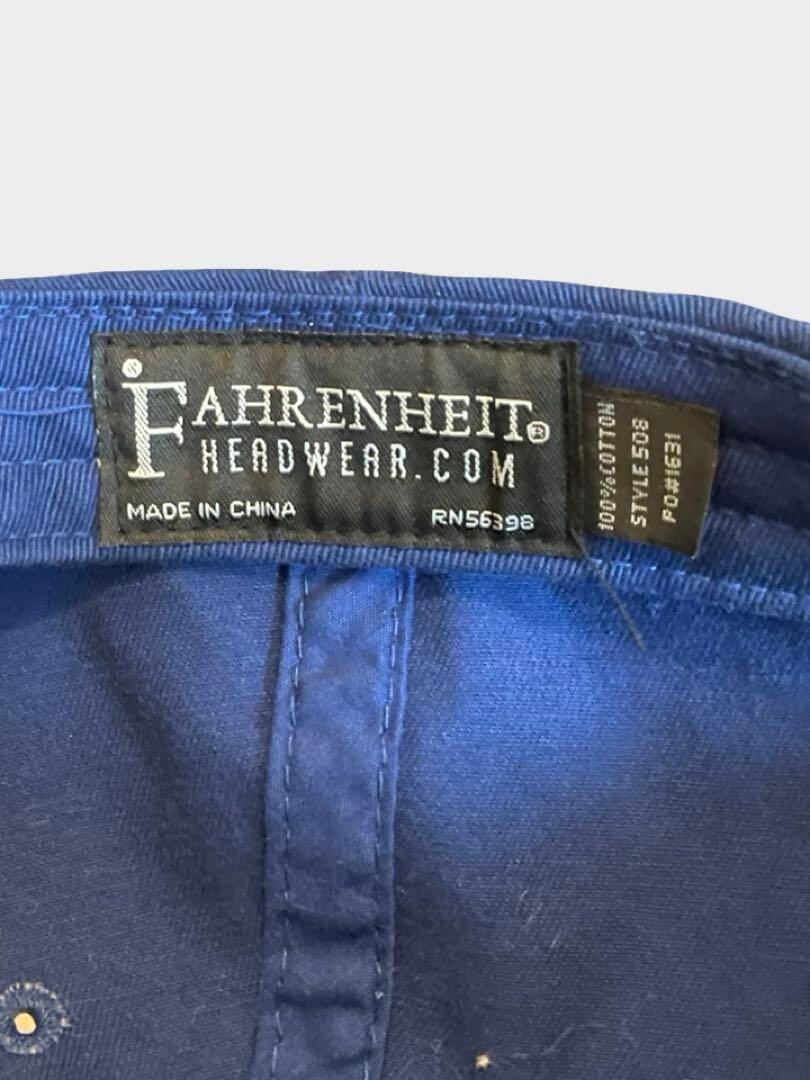 FAHRENHEIT®
HEADWEAR.COM
MADE IN CHINA RN56398
100% COTTON
STYLE 508
PO#1631